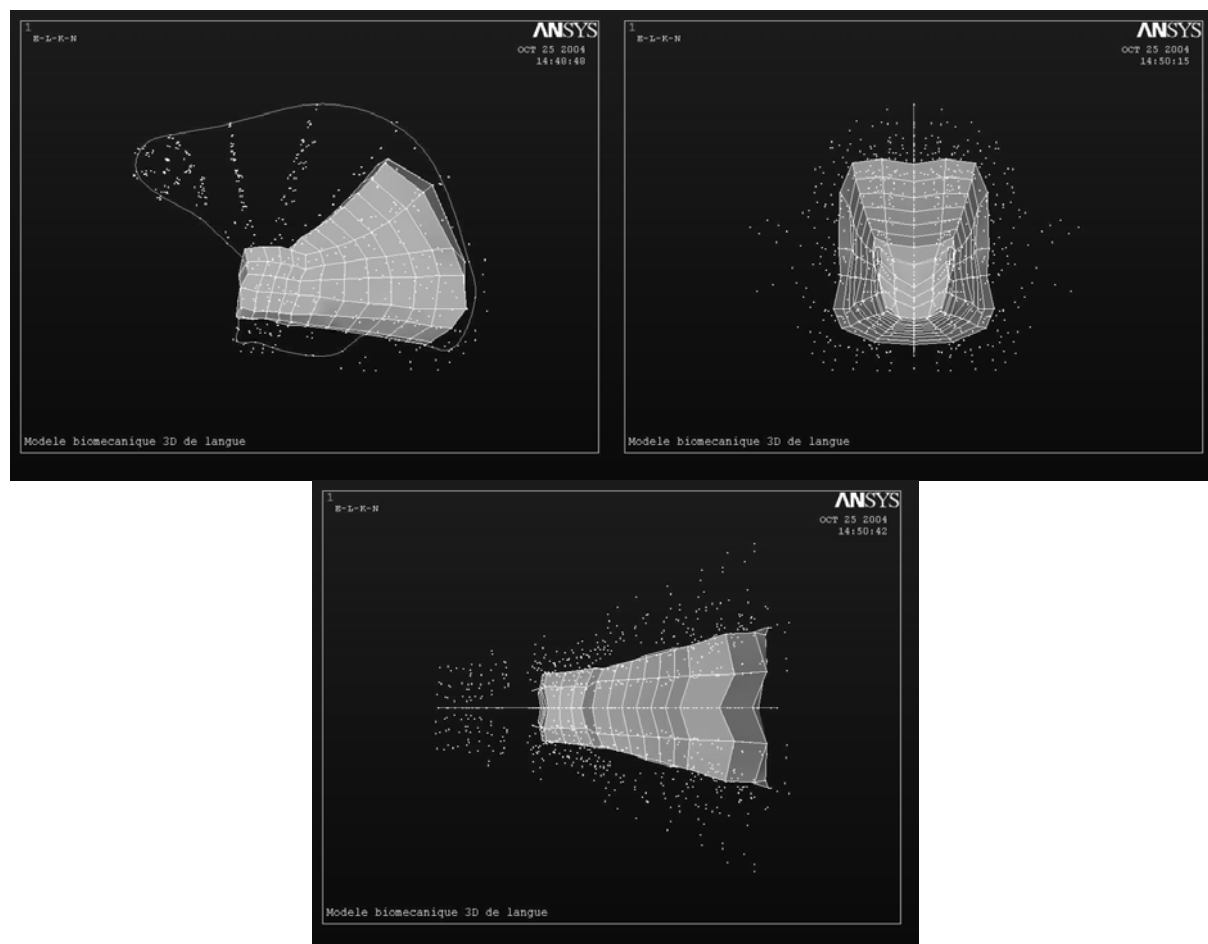 1
ANSYS
E-L-K-N
OCT 25 2004
14:48:48
Modele biomecanique 3D de langue
1
ANSYS
E-L-K-N
OCT 25 2004
14:50:15
Modele biomecanique 3D de langue
1
ANSYS
E-L-K-N
OCT 25 2004
14:50:42
Modele biomecanique 3D de langue